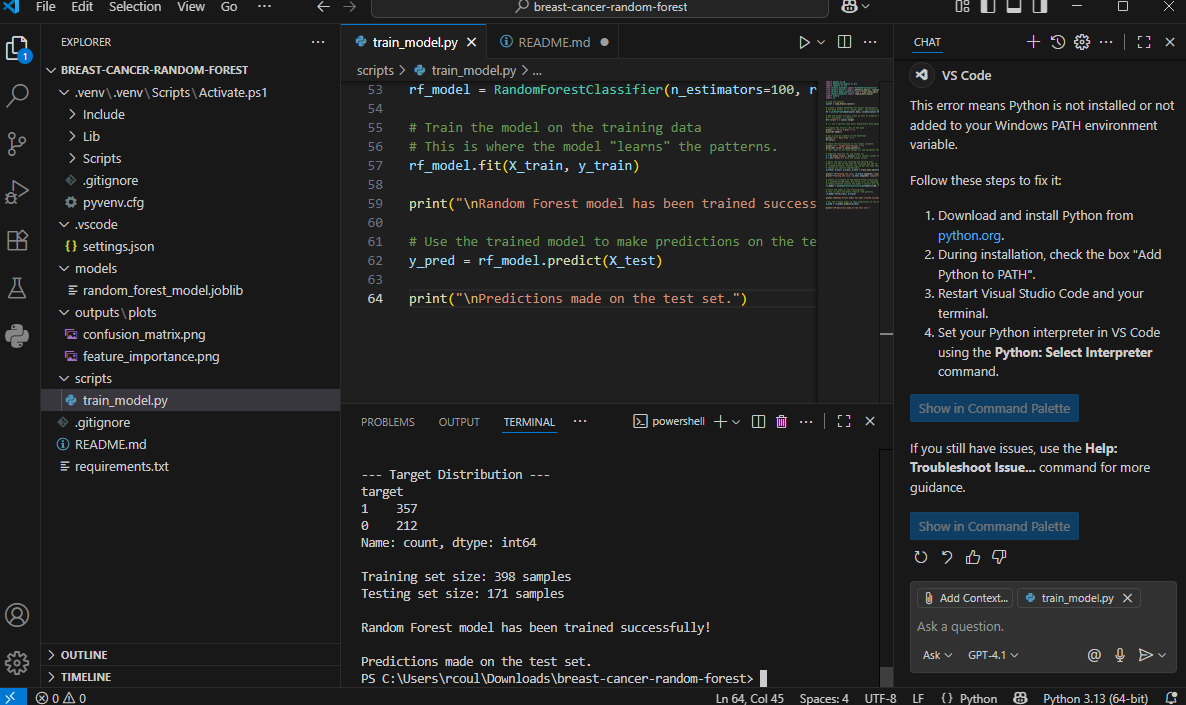 File Edit Selection View Go ··· breast-cancer-random-forest
EXPLORER ···
1
BREAST-CANCER-RANDOM-FOREST
.venv\.venv\Scripts\Activate.ps1
Include
Lib
Scripts
.gitignore
pyvenv.cfg
.vscode
{} settings.json
models
random_forest_model.joblib
outputs\plots
confusion_matrix.png
feature_importance.png
scripts
train_model.py
.gitignore
README.md
requirements.txt
OUTLINE
TIMELINE
train_model.py README.md
scripts > train_model.py > ...
53 rf_model = RandomForestClassifier(n_estimators=100, r
54
55 # Train the model on the training data
56 # This is where the model "learns" the patterns.
57 rf_model.fit(X_train, y_train)
58
59 print("\nRandom Forest model has been trained success
60
61 # Use the trained model to make predictions on the te
62 y_pred = rf_model.predict(X_test)
63
64 print("\nPredictions made on the test set.")
PROBLEMS OUTPUT TERMINAL ··· powershell
--- Target Distribution ---
target
1 357
0 212
Name: count, dtype: int64
Training set size: 398 samples
Testing set size: 171 samples
Random Forest model has been trained successfully!
Predictions made on the test set.
PS C:\Users\rcoul\Downloads\breast-cancer-random-forest>
CHAT
VS Code
This error means Python is not installed or not
added to your Windows PATH environment
variable.
Follow these steps to fix it:
1. Download and install Python from
python.org.
2. During installation, check the box "Add
Python to PATH".
3. Restart Visual Studio Code and your
terminal.
4. Set your Python interpreter in VS Code
using the Python: Select Interpreter
command.
Show in Command Palette
If you still have issues, use the Help:
Troubleshoot Issue... command for more
guidance.
Show in Command Palette
Add Context... train_model.py
Ask a question.
Ask GPT-4.1 @
0 0 Ln 64, Col 45 Spaces: 4 UTF-8 LF {} Python Python 3.13 (64-bit)